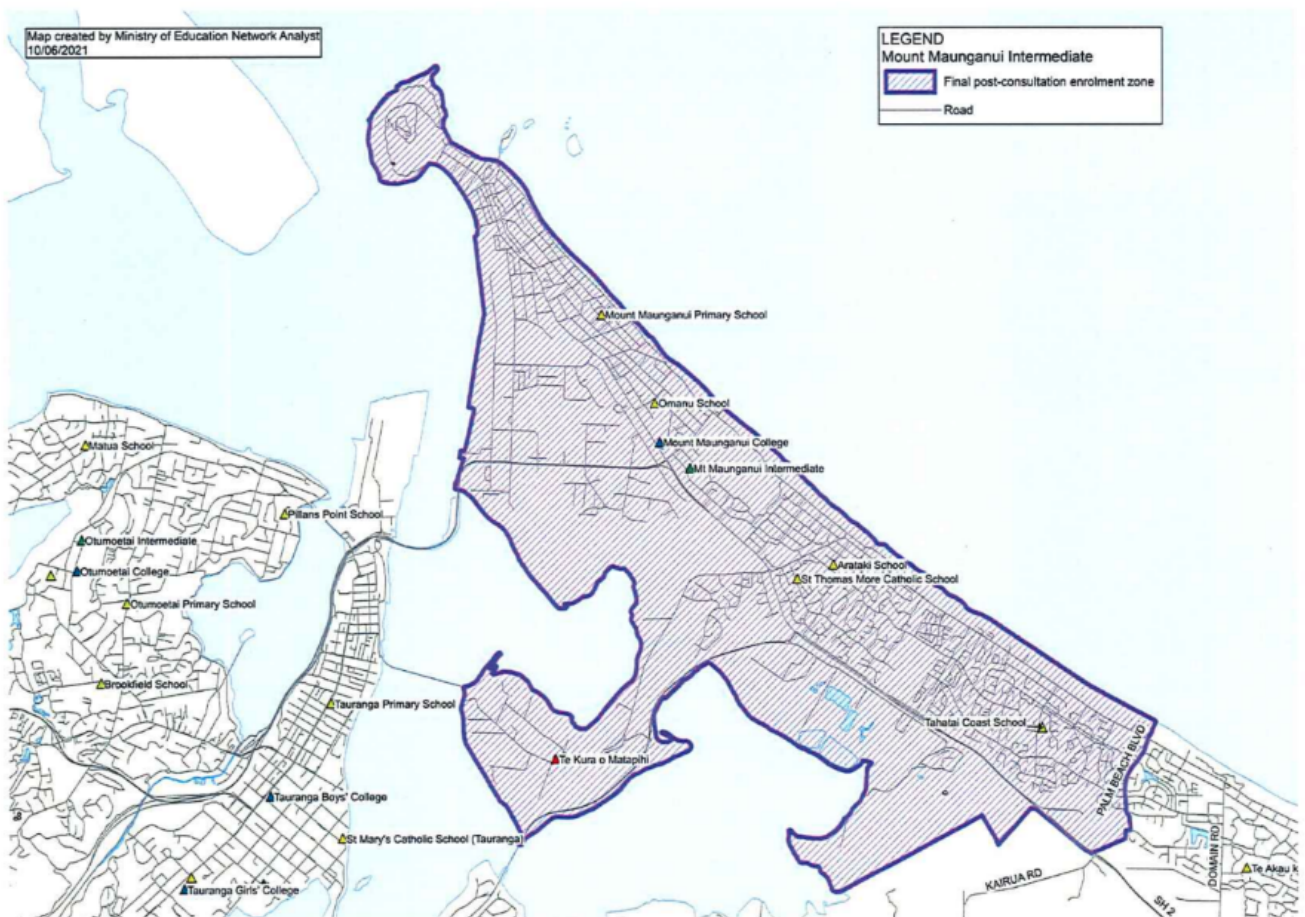 Map created by Ministry of Education Network Analyst
10/06/2021
LEGEND
Mount Maunganui Intermediate
Final post-consultation enrolment zone
Road
Mount Maunganui Primary School
Omanu School
Mount Maunganui College
Mt Maunganui Intermediate
Matua School
Pillans Point School
Otumoetai Intermediate
Otumoetai College
Arataki School
St Thomas More Catholic School
Otumoetai Primary School
Brookfield School
Tauranga Primary School
Tahatai Coast School
PALM BEACH BLVD
Te Kura o Matapihi
Tauranga Boys' College
St Mary's Catholic School (Tauranga)
DOMAIN RD
Te Akau k
KAIRUA RD
Tauranga Girls' College
SH 2